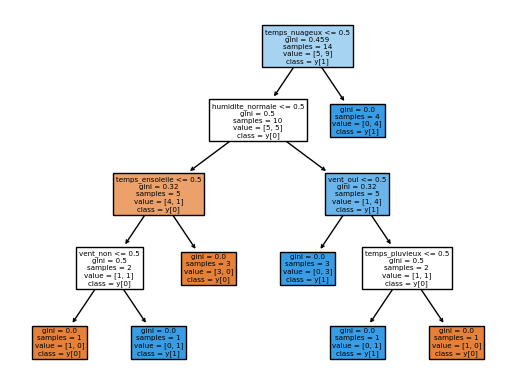 temps_nuageux <= 0.5
gini = 0.459
samples = 14
value = [5, 9]
class = y[1]
humidite_normale <= 0.5
gini = 0.5
samples = 10
value = [5, 5]
class = y[0]
gini = 0.0
samples = 4
value = [0, 4]
class = y[1]
temps_ensoleille <= 0.5
gini = 0.32
samples = 5
value = [4, 1]
class = y[0]
vent_oui <= 0.5
gini = 0.32
samples = 5
value = [1, 4]
class = y[1]
vent_non <= 0.5
gini = 0.5
samples = 2
value = [1, 1]
class = y[0]
gini = 0.0
samples = 3
value = [3, 0]
class = y[0]
gini = 0.0
samples = 3
value = [0, 3]
class = y[1]
temps_pluvieux <= 0.5
gini = 0.5
samples = 2
value = [1, 1]
class = y[0]
gini = 0.0
samples = 1
value = [1, 0]
class = y[0]
gini = 0.0
samples = 1
value = [0, 1]
class = y[1]
gini = 0.0
samples = 1
value = [0, 1]
class = y[1]
gini = 0.0
samples = 1
value = [1, 0]
class = y[0]